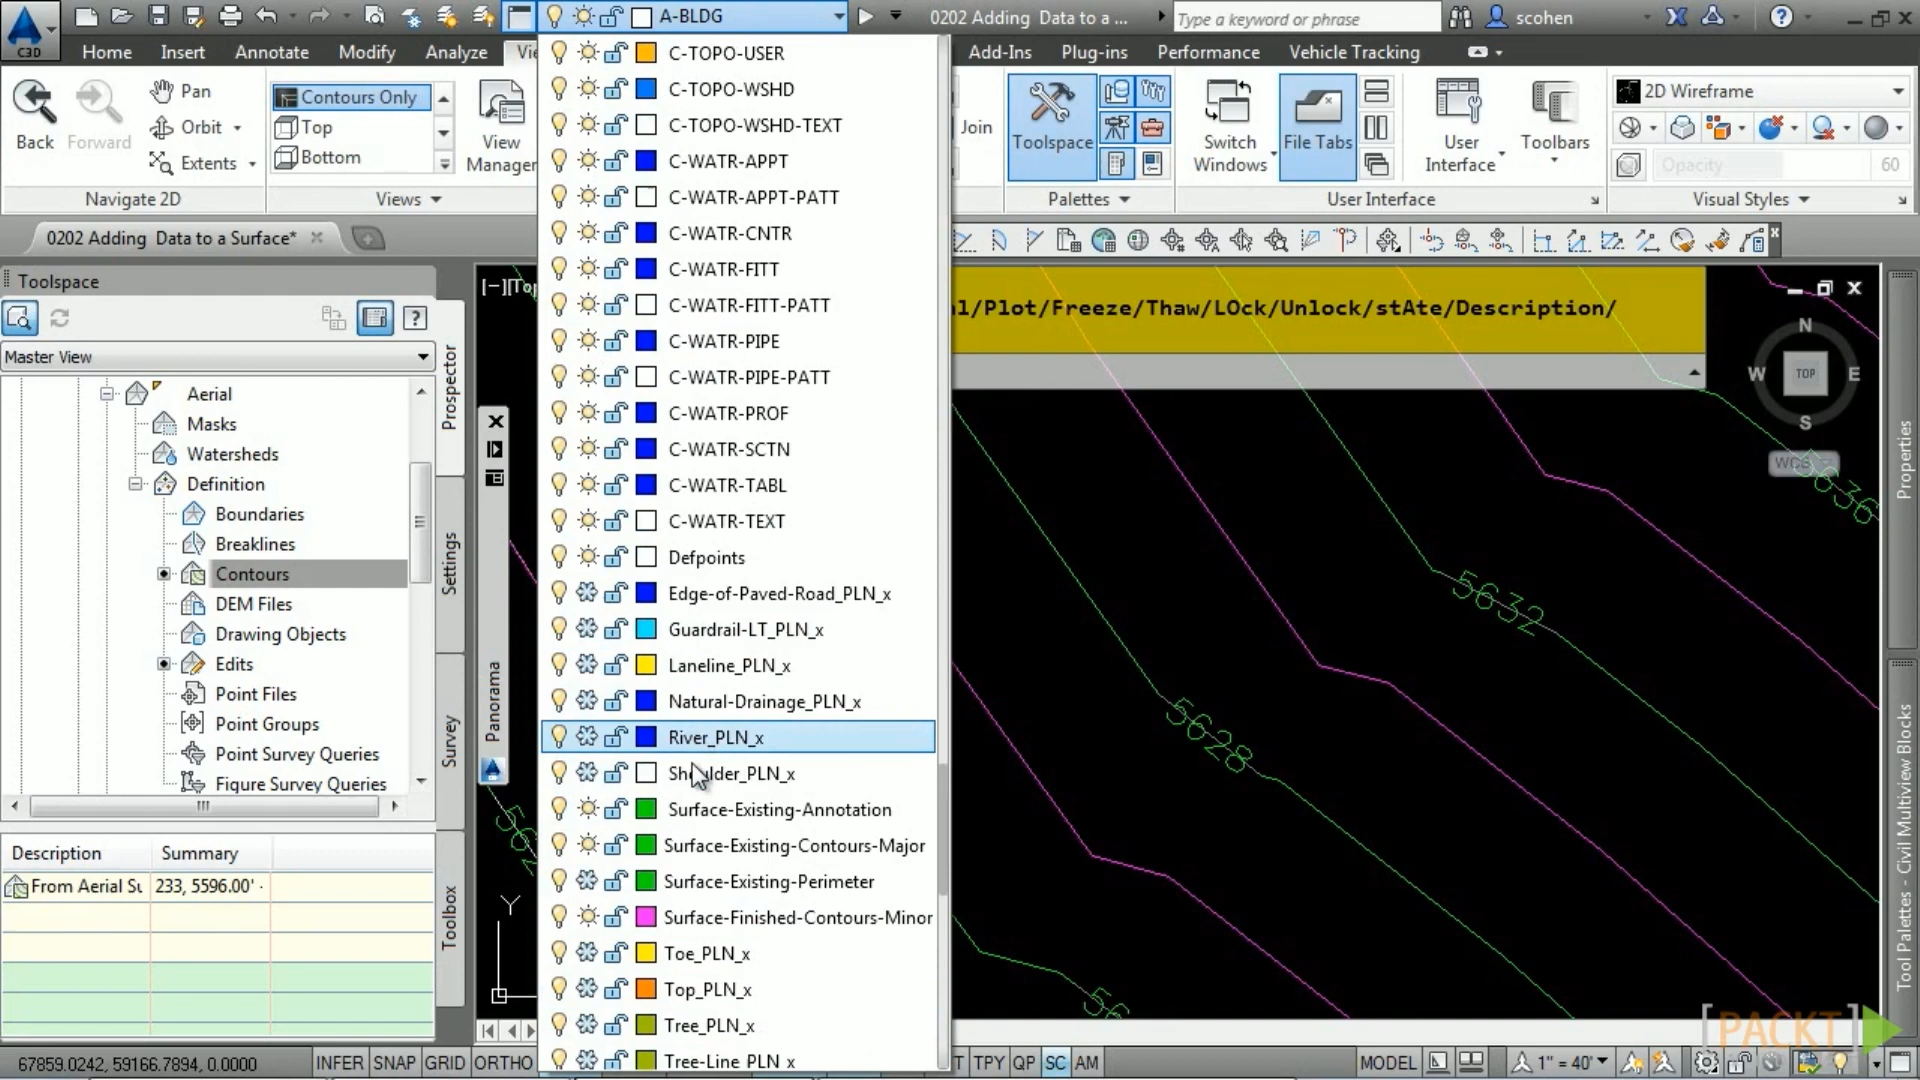 A-BLDG
0202 Adding Data to a ...
Type a keyword or phrase
scohen
C3D
Home
Insert
Annotate
Modify
Analyze
Add-Ins
Plug-ins
Performance
Vehicle Tracking
Back
Forward
Pan
Orbit
Extents
Contours Only
Top
Bottom
View
Manager
Join
Toolspace
Switch
Windows
File Tabs
User
Interface
Toolbars
2D Wireframe
Opacity
60
Navigate 2D
Views
Palettes
User Interface
Visual Styles
0202 Adding Data to a Surface*
Toolspace
Master View
Aerial
Masks
Watersheds
Definition
Boundaries
Breaklines
Contours
DEM Files
Drawing Objects
Edits
Point Files
Point Groups
Point Survey Queries
Figure Survey Queries
Prospector
Settings
Survey
Toolbox
Description
Summary
From Aerial Su
233, 5596.00'
Panorama
C-TOPO-USER
C-TOPO-WSHD
C-TOPO-WSHD-TEXT
C-WATR-APPT
C-WATR-APPT-PATT
C-WATR-CNTR
C-WATR-FITT
C-WATR-FITT-PATT
C-WATR-PIPE
C-WATR-PIPE-PATT
C-WATR-PROF
C-WATR-SCTN
C-WATR-TABL
C-WATR-TEXT
Defpoints
Edge-of-Paved-Road_PLN_x
Guardrail-LT_PLN_x
Laneline_PLN_x
Natural-Drainage_PLN_x
River_PLN_x
Shoulder_PLN_x
Surface-Existing-Annotation
Surface-Existing-Contours-Major
Surface-Existing-Perimeter
Surface-Finished-Contours-Minor
Toe_PLN_x
Top_PLN_x
Tree_PLN_x
Tree-Line_PLN_x
[−][To
/Plot/Freeze/Thaw/LOck/Unlock/stAte/Description/
N
W
TOP
E
S
WCS
5636
5632
5628
56
Y
Properties
Tool Palettes - Civil Multiview Blocks
[PACKT]
67859.0242, 59166.7894, 0.0000
INFER
SNAP
GRID
ORTHO
TPY
QP
SC
AM
MODEL
1" = 40'